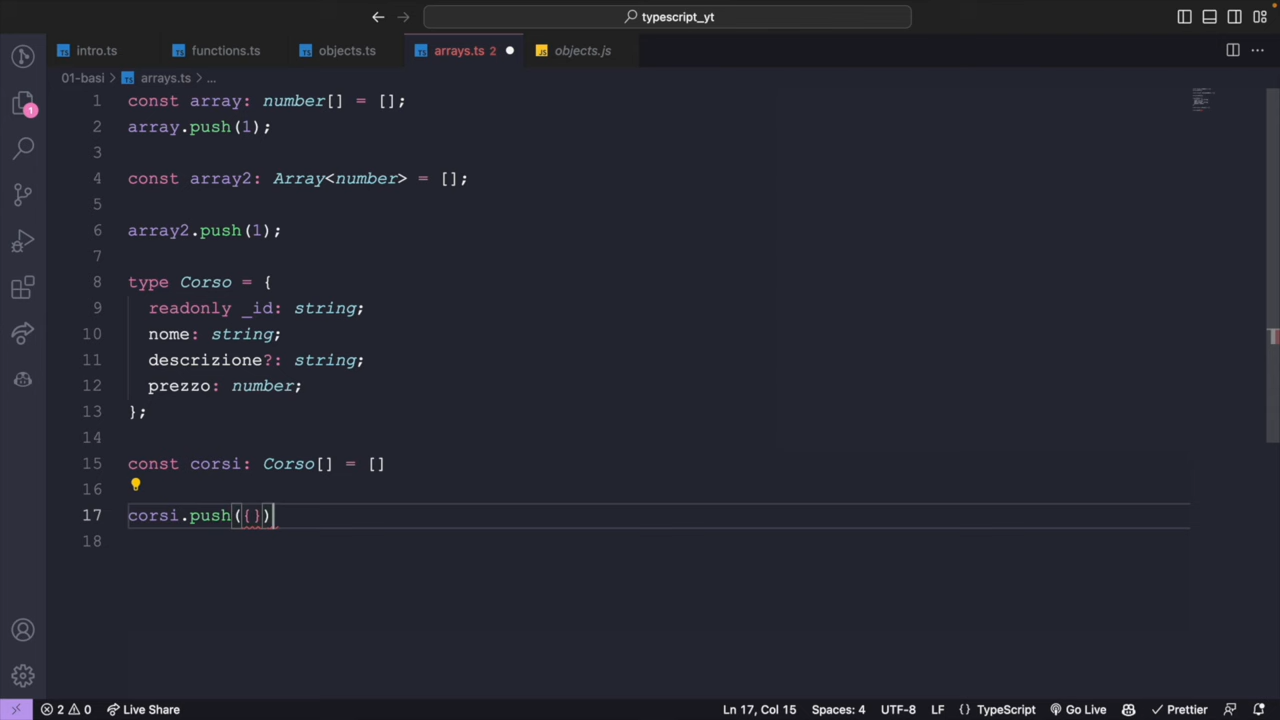 typescript_yt
intro.ts
functions.ts
objects.ts
arrays.ts 2
objects.js
01-basi > arrays.ts > ...
1 const array: number[] = [];
2 array.push(1);
3
4 const array2: Array<number> = [];
5
6 array2.push(1);
7
8 type Corso = {
9 readonly _id: string;
10 nome: string;
11 descrizione?: string;
12 prezzo: number;
13 };
14
15 const corsi: Corso[] = []
16
17 corsi.push({})
18
1
2 0
Live Share
Ln 17, Col 15
Spaces: 4
UTF-8
LF
{} TypeScript
Go Live
Prettier